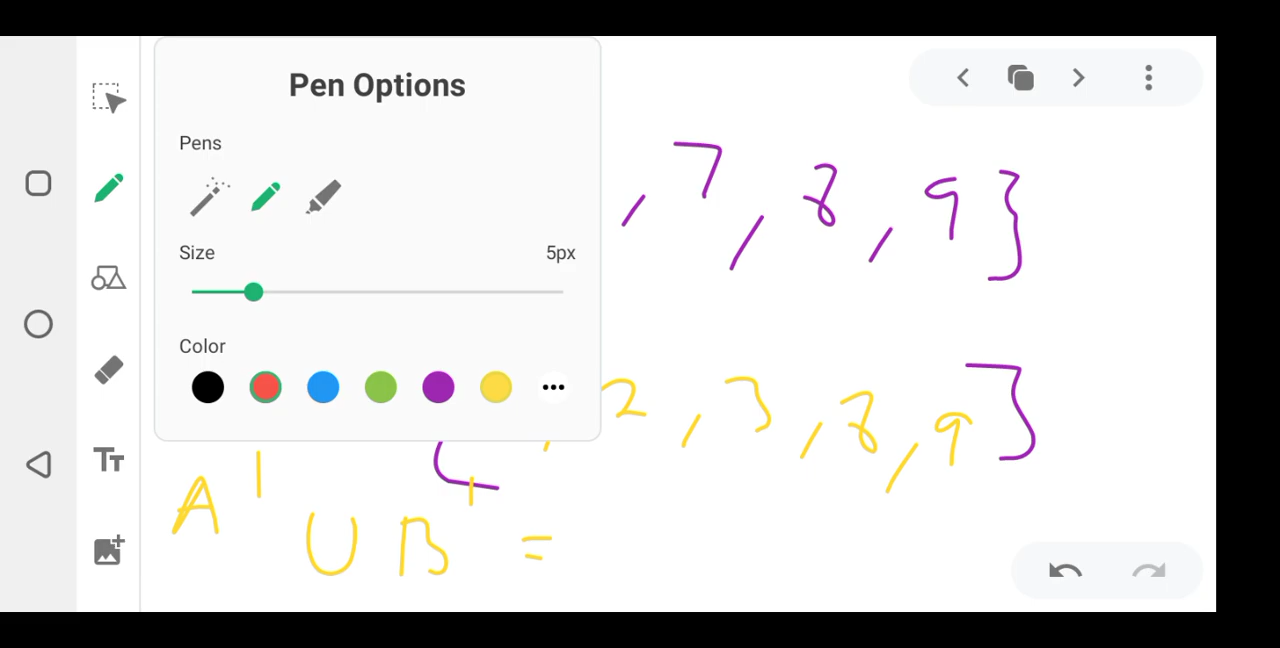 Pen Options
Pens
Size 5px
Color
, 7, 8, 9}
2, 3, 8, 9}
A' U B' =